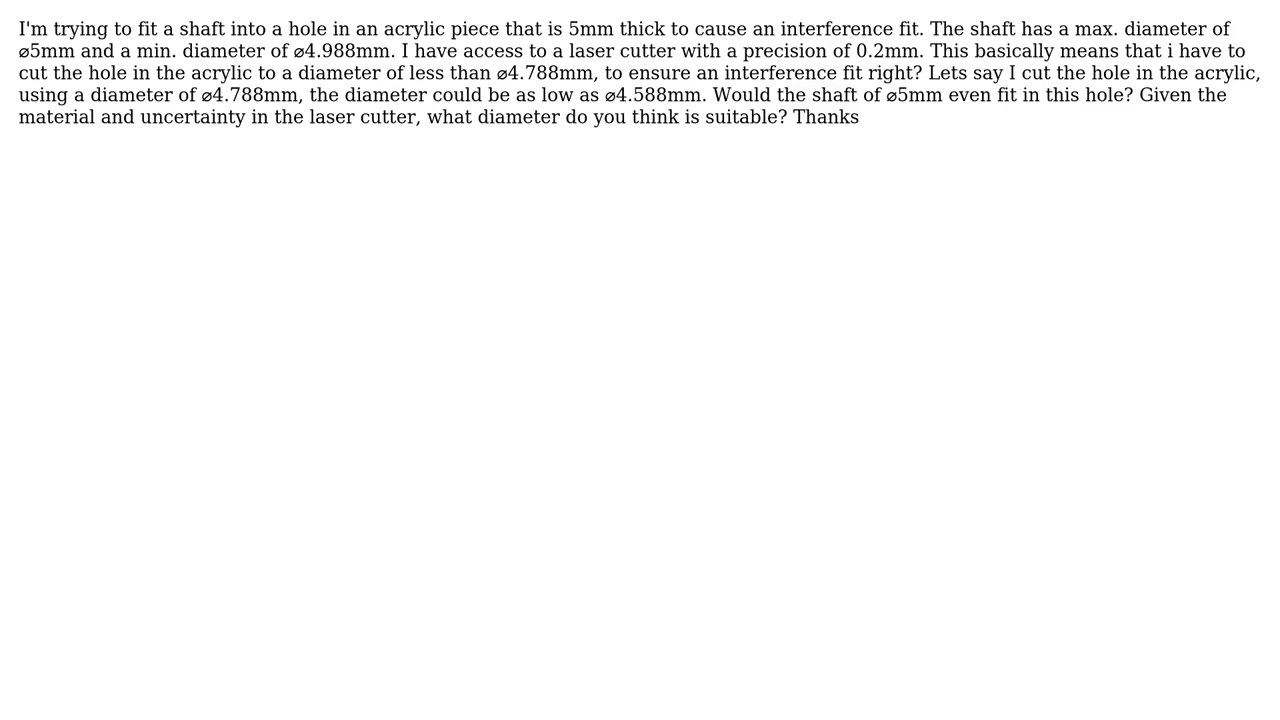 I'm trying to fit a shaft into a hole in an acrylic piece that is 5mm thick to cause an interference fit. The shaft has a max. diameter of
⌀5mm and a min. diameter of ⌀4.988mm. I have access to a laser cutter with a precision of 0.2mm. This basically means that i have to
cut the hole in the acrylic to a diameter of less than ⌀4.788mm, to ensure an interference fit right? Lets say I cut the hole in the acrylic,
using a diameter of ⌀4.788mm, the diameter could be as low as ⌀4.588mm. Would the shaft of ⌀5mm even fit in this hole? Given the
material and uncertainty in the laser cutter, what diameter do you think is suitable? Thanks